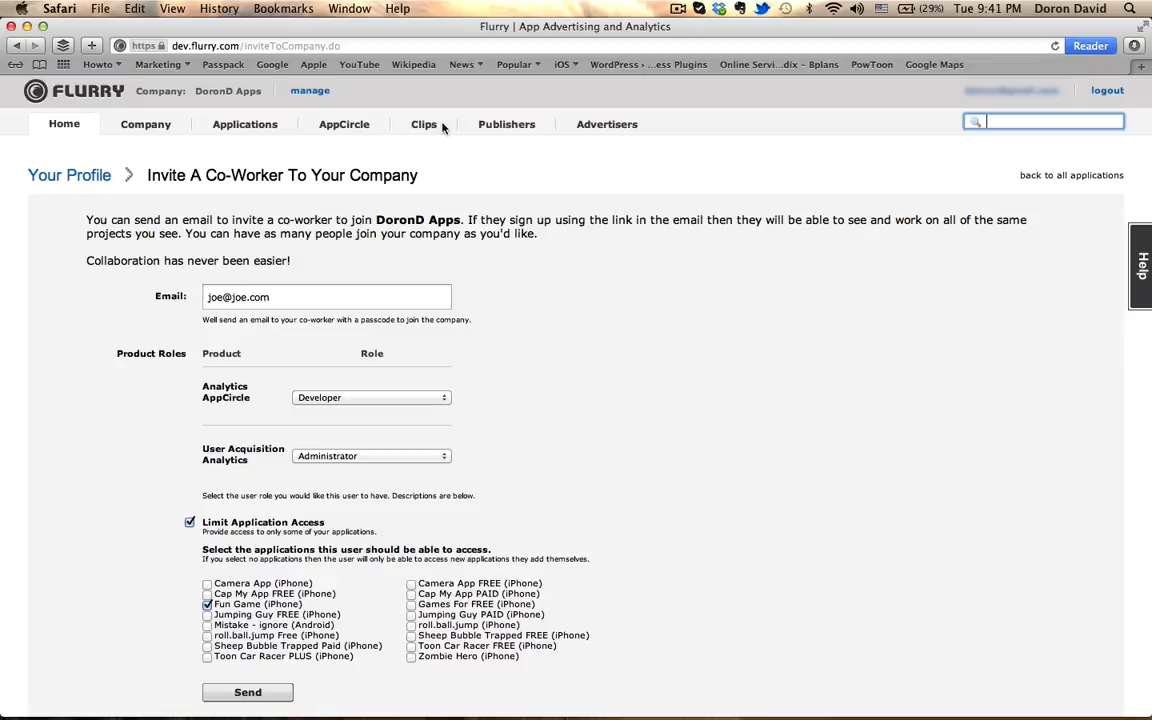 Safari File Edit View History Bookmarks Window Help (29%) Tue 9:41 PM Doron David
Flurry | App Advertising and Analytics
https dev.flurry.com/inviteToCompany.do Reader
Howto Marketing Passpack Google Apple YouTube Wikipedia News Popular iOS WordPress ›...ess Plugins Online Servi...dix - Bplans PowToon Google Maps
FLURRY Company: DoronD Apps manage logout
Home Company Applications AppCircle Clips Publishers Advertisers
Your Profile Invite A Co-Worker To Your Company back to all applications
You can send an email to invite a co-worker to join DoronD Apps. If they sign up using the link in the email then they will be able to see and work on all of the same
projects you see. You can have as many people join your company as you'd like.
Help
Collaboration has never been easier!
Email: joe@joe.com
Well send an email to your co-worker with a passcode to join the company.
Product Roles Product Role
Analytics
AppCircle Developer
User Acquisition
Analytics Administrator
Select the user role you would like this user to have. Descriptions are below.
Limit Application Access
Provide access to only some of your applications.
Select the applications this user should be able to access.
If you select no applications then the user will only be able to access new applications they add themselves.
Camera App (iPhone) Camera App FREE (iPhone)
Cap My App FREE (iPhone) Cap My App PAID (iPhone)
Fun Game (iPhone) Games For FREE (iPhone)
Jumping Guy FREE (iPhone) Jumping Guy PAID (iPhone)
Mistake - ignore (Android) roll.ball.jump (iPhone)
roll.ball.jump Free (iPhone) Sheep Bubble Trapped FREE (iPhone)
Sheep Bubble Trapped Paid (iPhone) Toon Car Racer FREE (iPhone)
Toon Car Racer PLUS (iPhone) Zombie Hero (iPhone)
Send